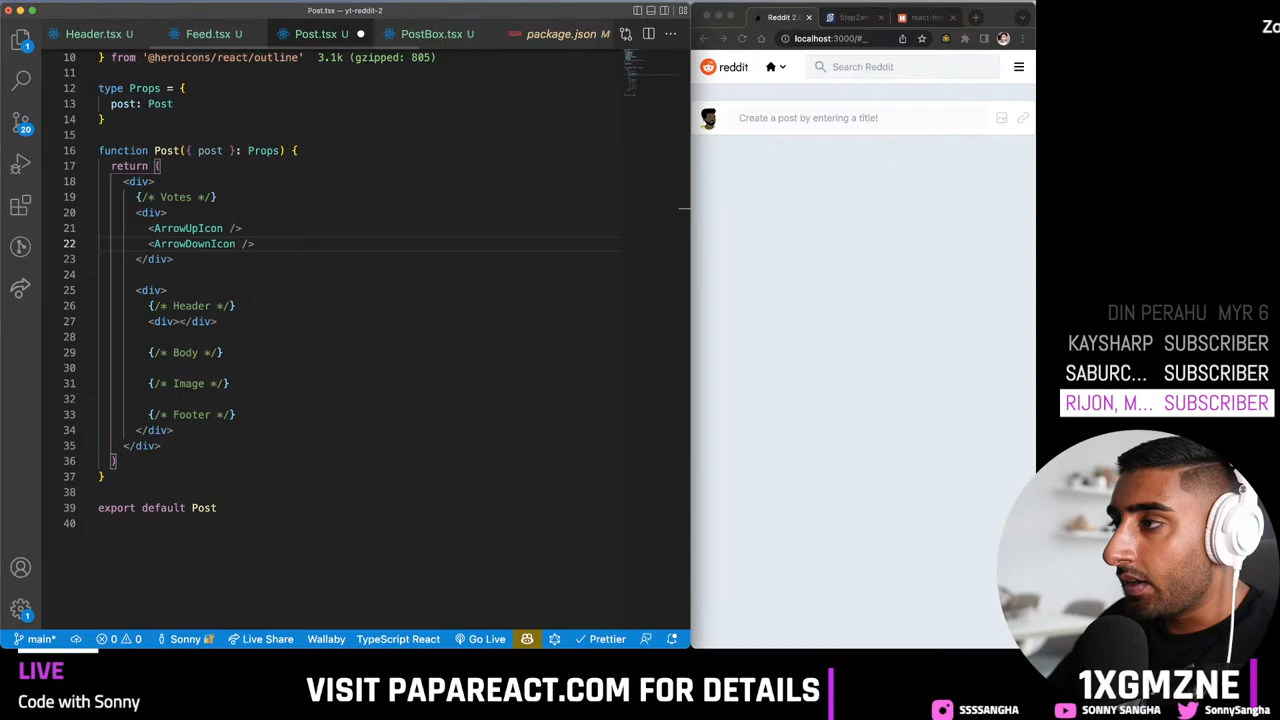 Post.tsx — yt-reddit-2
Header.tsx U
Feed.tsx U
Post.tsx U
PostBox.tsx U
package.json M
10 } from '@heroicons/react/outline' 3.1k (gzipped: 805)
11
12 type Props = {
13 post: Post
14 }
15
16 function Post({ post }: Props) {
17 return (
18 <div>
19 {/* Votes */}
20 <div>
21 <ArrowUpIcon />
22 <ArrowDownIcon />
23 </div>
24
25 <div>
26 {/* Header */}
27 <div></div>
28
29 {/* Body */}
30
31 {/* Image */}
32
33 {/* Footer */}
34 </div>
35 </div>
36 )
37 }
38
39 export default Post
40
1
20
1
main*
0 0
Sonny
Live Share
Wallaby
TypeScript React
Go Live
Prettier
Reddit 2.
StepZen
react-ho
localhost:3000/#_
reddit
Search Reddit
Create a post by entering a title!
Zo
DIN PERAHU MYR 6
KAYSHARP SUBSCRIBER
SABURC... SUBSCRIBER
RIJON, M... SUBSCRIBER
LIVE
Code with Sonny
VISIT PAPAREACT.COM FOR DETAILS
1XGMZNE
SSSSANGHA
SONNY SANGHA
SonnySangha